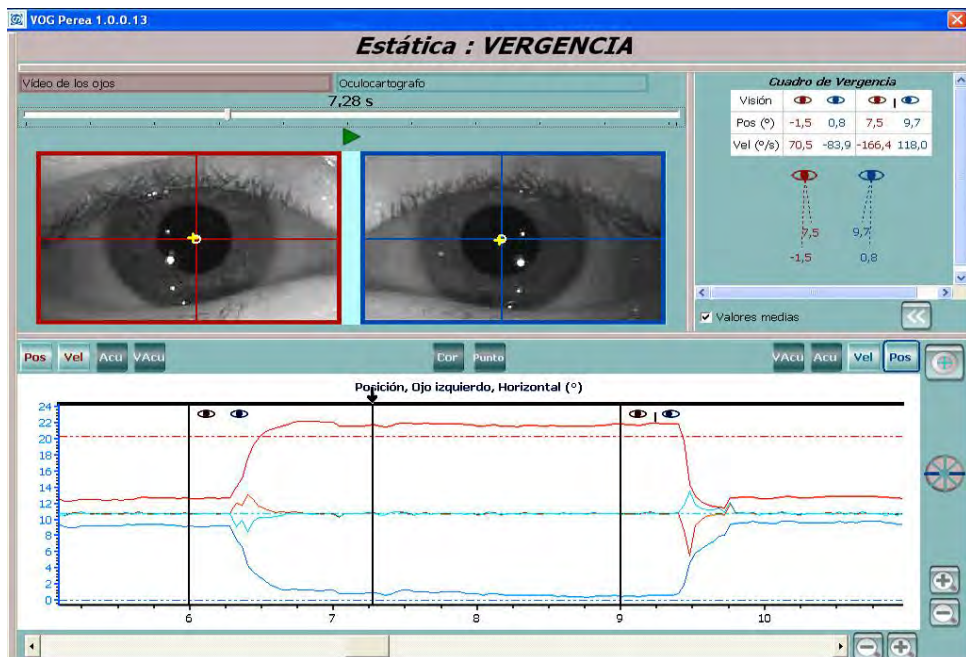 VOG Perea 1.0.0.13
Estática : VERGENCIA
Vídeo de los ojos
Oculocartografo
7,28 s
Cuadro de Vergencia
Visión
Pos (º) -1,5 0,8 7,5 9,7
Vel (º/s) 70,5 -83,9 -166,4 118,0
7,5 9,7
-1,5 0,8
Valores medias
Pos Vel Acu VAcu Cor Punto VAcu Acu Vel Pos
Posición, Ojo izquierdo, Horizontal (°)
24
22
20
18
16
14
12
10
8
6
4
2
0
6 7 8 9 10